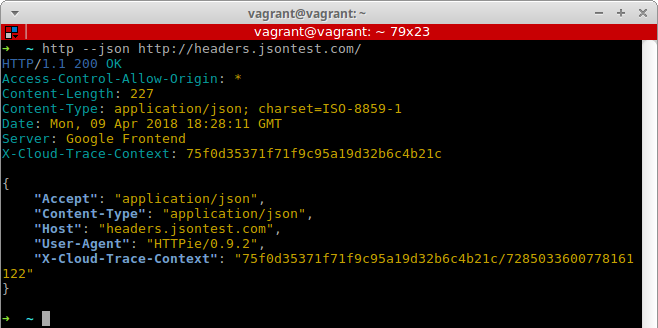 vagrant@vagrant: ~
vagrant@vagrant: ~ 79x23
➜  ~ http --json http://headers.jsontest.com/
HTTP/1.1 200 OK
Access-Control-Allow-Origin: *
Content-Length: 227
Content-Type: application/json; charset=ISO-8859-1
Date: Mon, 09 Apr 2018 18:28:11 GMT
Server: Google Frontend
X-Cloud-Trace-Context: 75f0d35371f71f9c95a19d32b6c4b21c

{
    "Accept": "application/json",
    "Content-Type": "application/json",
    "Host": "headers.jsontest.com",
    "User-Agent": "HTTPie/0.9.2",
    "X-Cloud-Trace-Context": "75f0d35371f71f9c95a19d32b6c4b21c/7285033600778161
122"
}

➜  ~